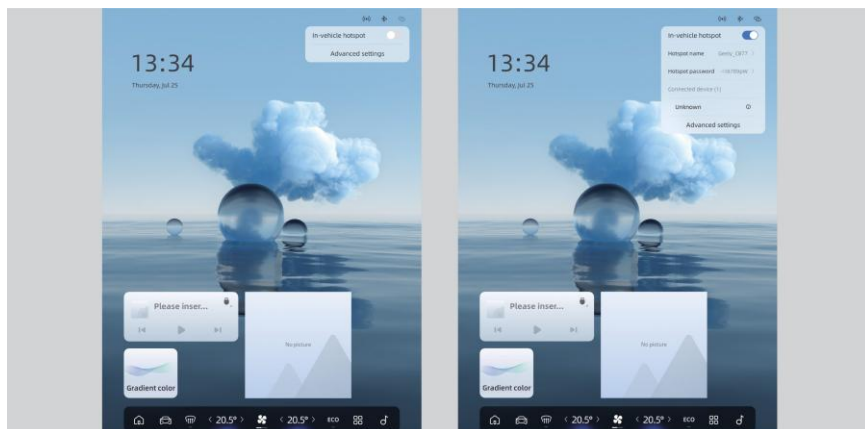 In-vehicle hotspot
Advanced settings
13:34
Thursday, Jul 25
Please inser...
No picture
Gradient color
20.5°
20.5°
ECO
In-vehicle hotspot
Hotspot name
Hotspot password
Connected device (1)
Unknown
Advanced settings
13:34
Thursday, Jul 25
Please inser...
No picture
Gradient color
20.5°
20.5°
ECO